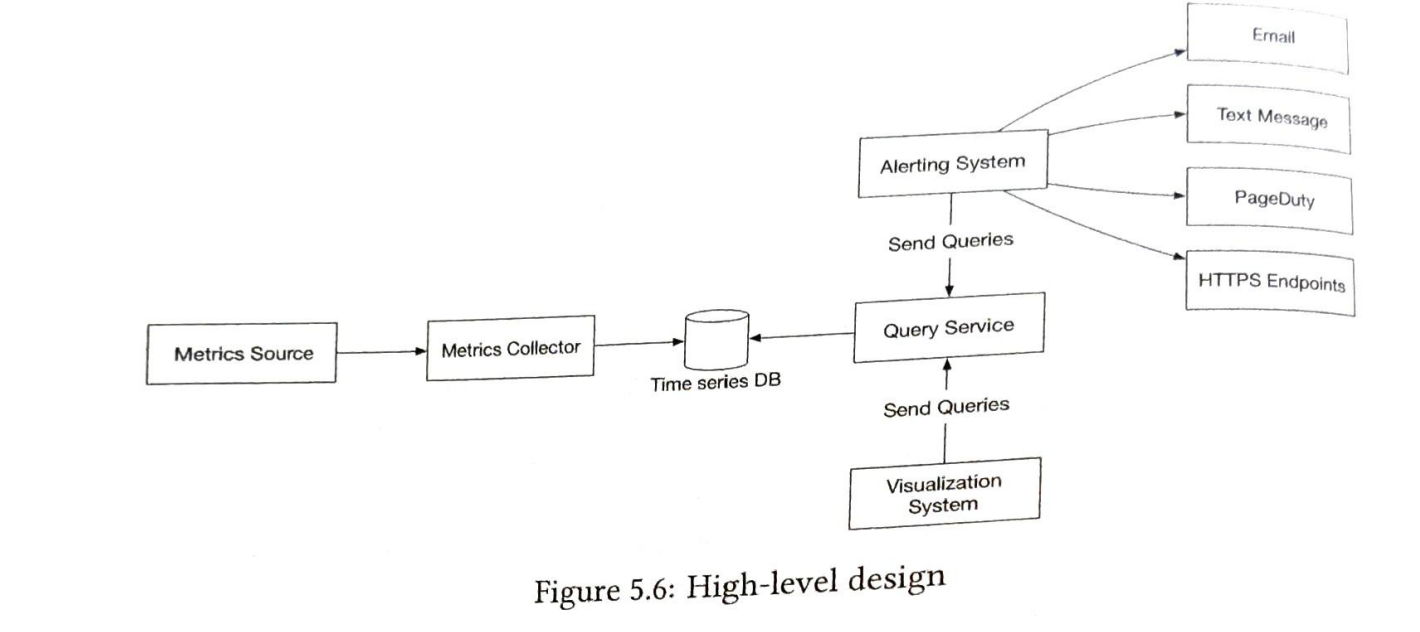 Email
Text Message
Alerting System
PageDuty
Send Queries
HTTPS Endpoints
Metrics Source
Metrics Collector
Time series DB
Query Service
Send Queries
Visualization
System
Figure 5.6: High-level design